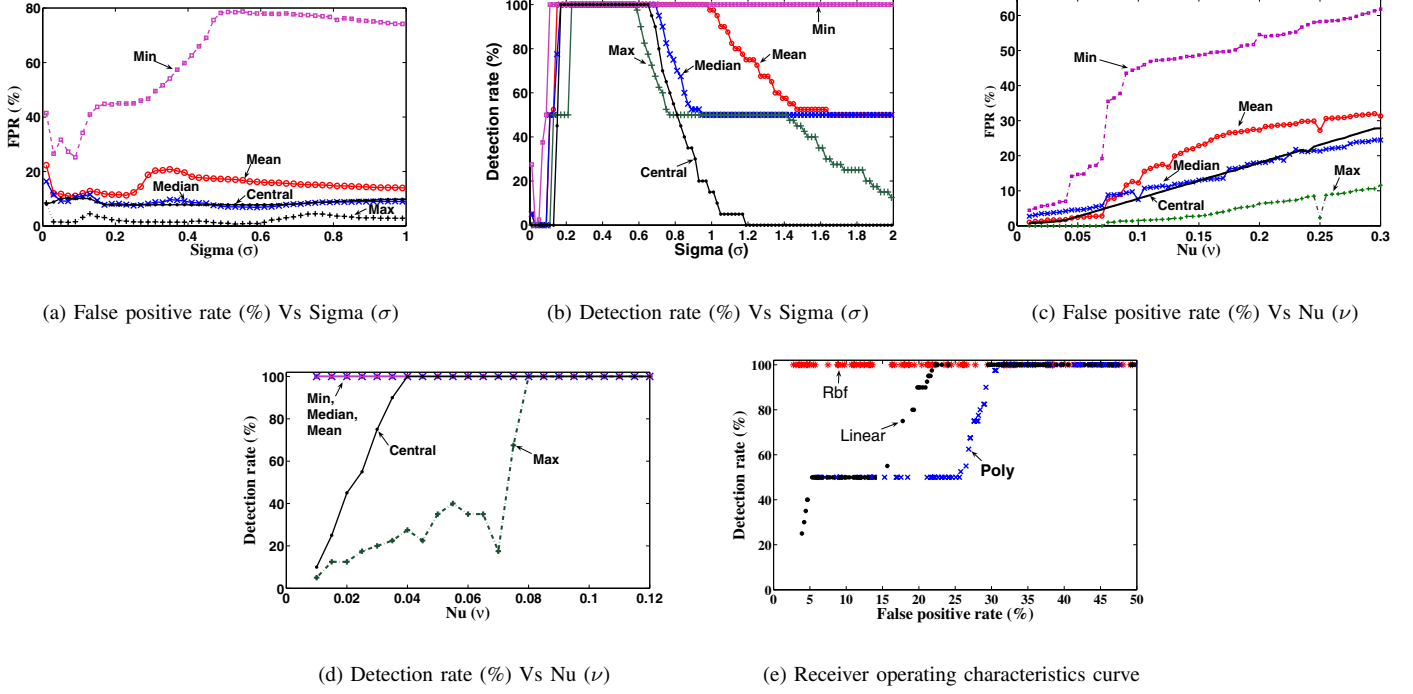 80
60
40
20
0
FPR (%)
Min
Mean
Median
Central
Max
0 0.2 0.4 0.6 0.8 1
Sigma (σ)
(a) False positive rate (%) Vs Sigma (σ)
100
80
60
40
20
0
Detection rate (%)
Min
Mean
Max
Median
Central
0 0.2 0.4 0.6 0.8 1.0 1.2 1.4 1.6 1.8 2
Sigma (σ)
(b) Detection rate (%) Vs Sigma (σ)
60
50
40
30
20
10
0
FPR (%)
Min
Mean
Median
Central
Max
0 0.05 0.1 0.15 0.2 0.25 0.3
Nu (ν)
(c) False positive rate (%) Vs Nu (ν)
100
80
60
40
20
0
Detection rate (%)
Min,
Median,
Mean
Central
Max
0 0.02 0.04 0.06 0.08 0.1 0.12
Nu (ν)
(d) Detection rate (%) Vs Nu (ν)
100
80
60
40
20
0
Detection rate (%)
Rbf
Linear
Poly
0 5 10 15 20 25 30 35 40 45 50
False positive rate (%)
(e) Receiver operating characteristics curve